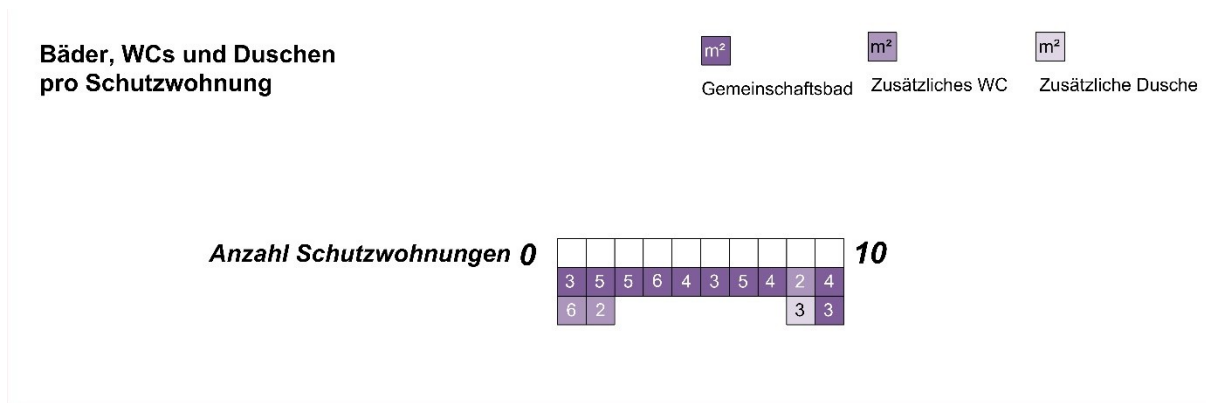 Bäder, WCs und Duschen
pro Schutzwohnung
m² m² m²
Gemeinschaftsbad Zusätzliches WC Zusätzliche Dusche
Anzahl Schutzwohnungen 0 10
3 5 5 6 4 3 5 4 2 4
6 2 3 3